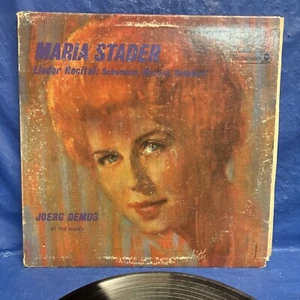 MARIA STADER
Lieder Recital: Schumann,
JOERG DEMUS
AT THE PIANO